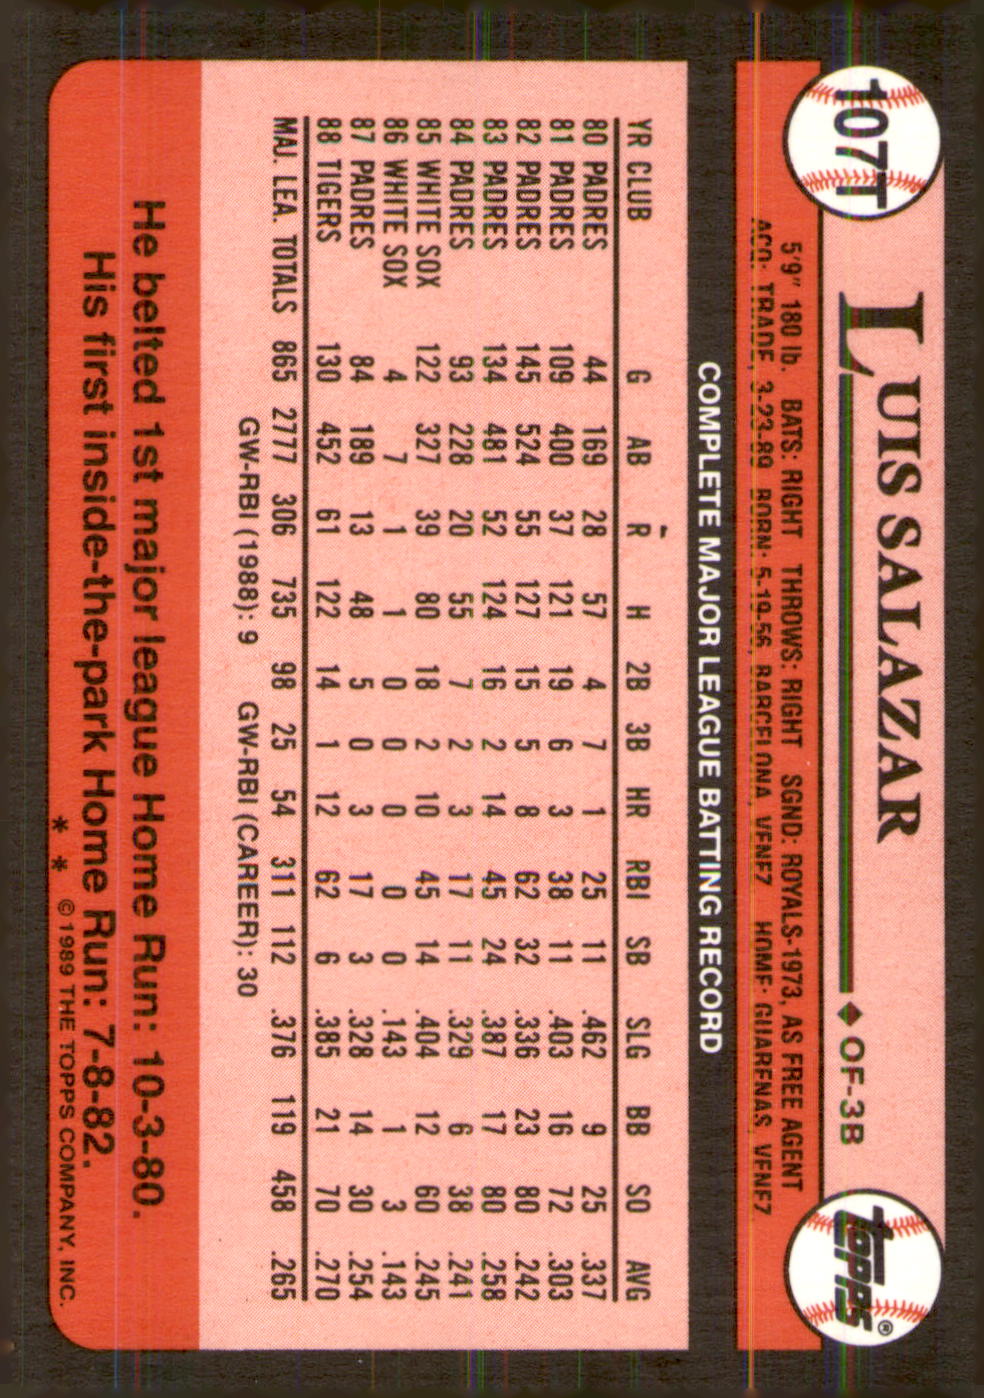 107T
LUIS SALAZAR ◆ OF-3B
TOPPS®
5'9" 180 lb. BATS: RIGHT THROWS: RIGHT SGND: ROYALS-1973, AS FREE AGENT
ACQ: TRADE, 3-23-89 BORN: 5-19-56, BARCELONA, VENEZ HOME: GUARENAS, VENEZ
COMPLETE MAJOR LEAGUE BATTING RECORD
YR CLUB G AB R H 2B 3B HR RBI SB SLG BB SO AVG
80 PADRES 44 169 28 57 4 7 1 25 11 .462 9 25 .337
81 PADRES 109 400 37 121 19 6 3 38 11 .403 16 72 .303
82 PADRES 145 524 55 127 15 5 8 62 32 .336 23 80 .242
83 PADRES 134 481 52 124 16 2 14 45 24 .387 17 80 .258
84 PADRES 93 228 20 55 7 2 3 17 11 .329 6 38 .241
85 WHITE SOX 122 327 39 80 18 2 10 45 14 .404 12 60 .245
86 WHITE SOX 4 7 1 1 0 0 0 0 0 .143 1 3 .143
87 PADRES 84 189 13 48 5 0 3 17 3 .328 14 30 .254
88 TIGERS 130 452 61 122 14 1 12 62 6 .385 21 70 .270
MAJ. LEA. TOTALS 865 2777 306 735 98 25 54 311 112 .376 119 458 .265
GW-RBI (1988): 9 GW-RBI (CAREER): 30
He belted 1st major league Home Run: 10-3-80.
His first inside-the-park Home Run: 7-8-82.
* * © 1989 THE TOPPS COMPANY, INC.